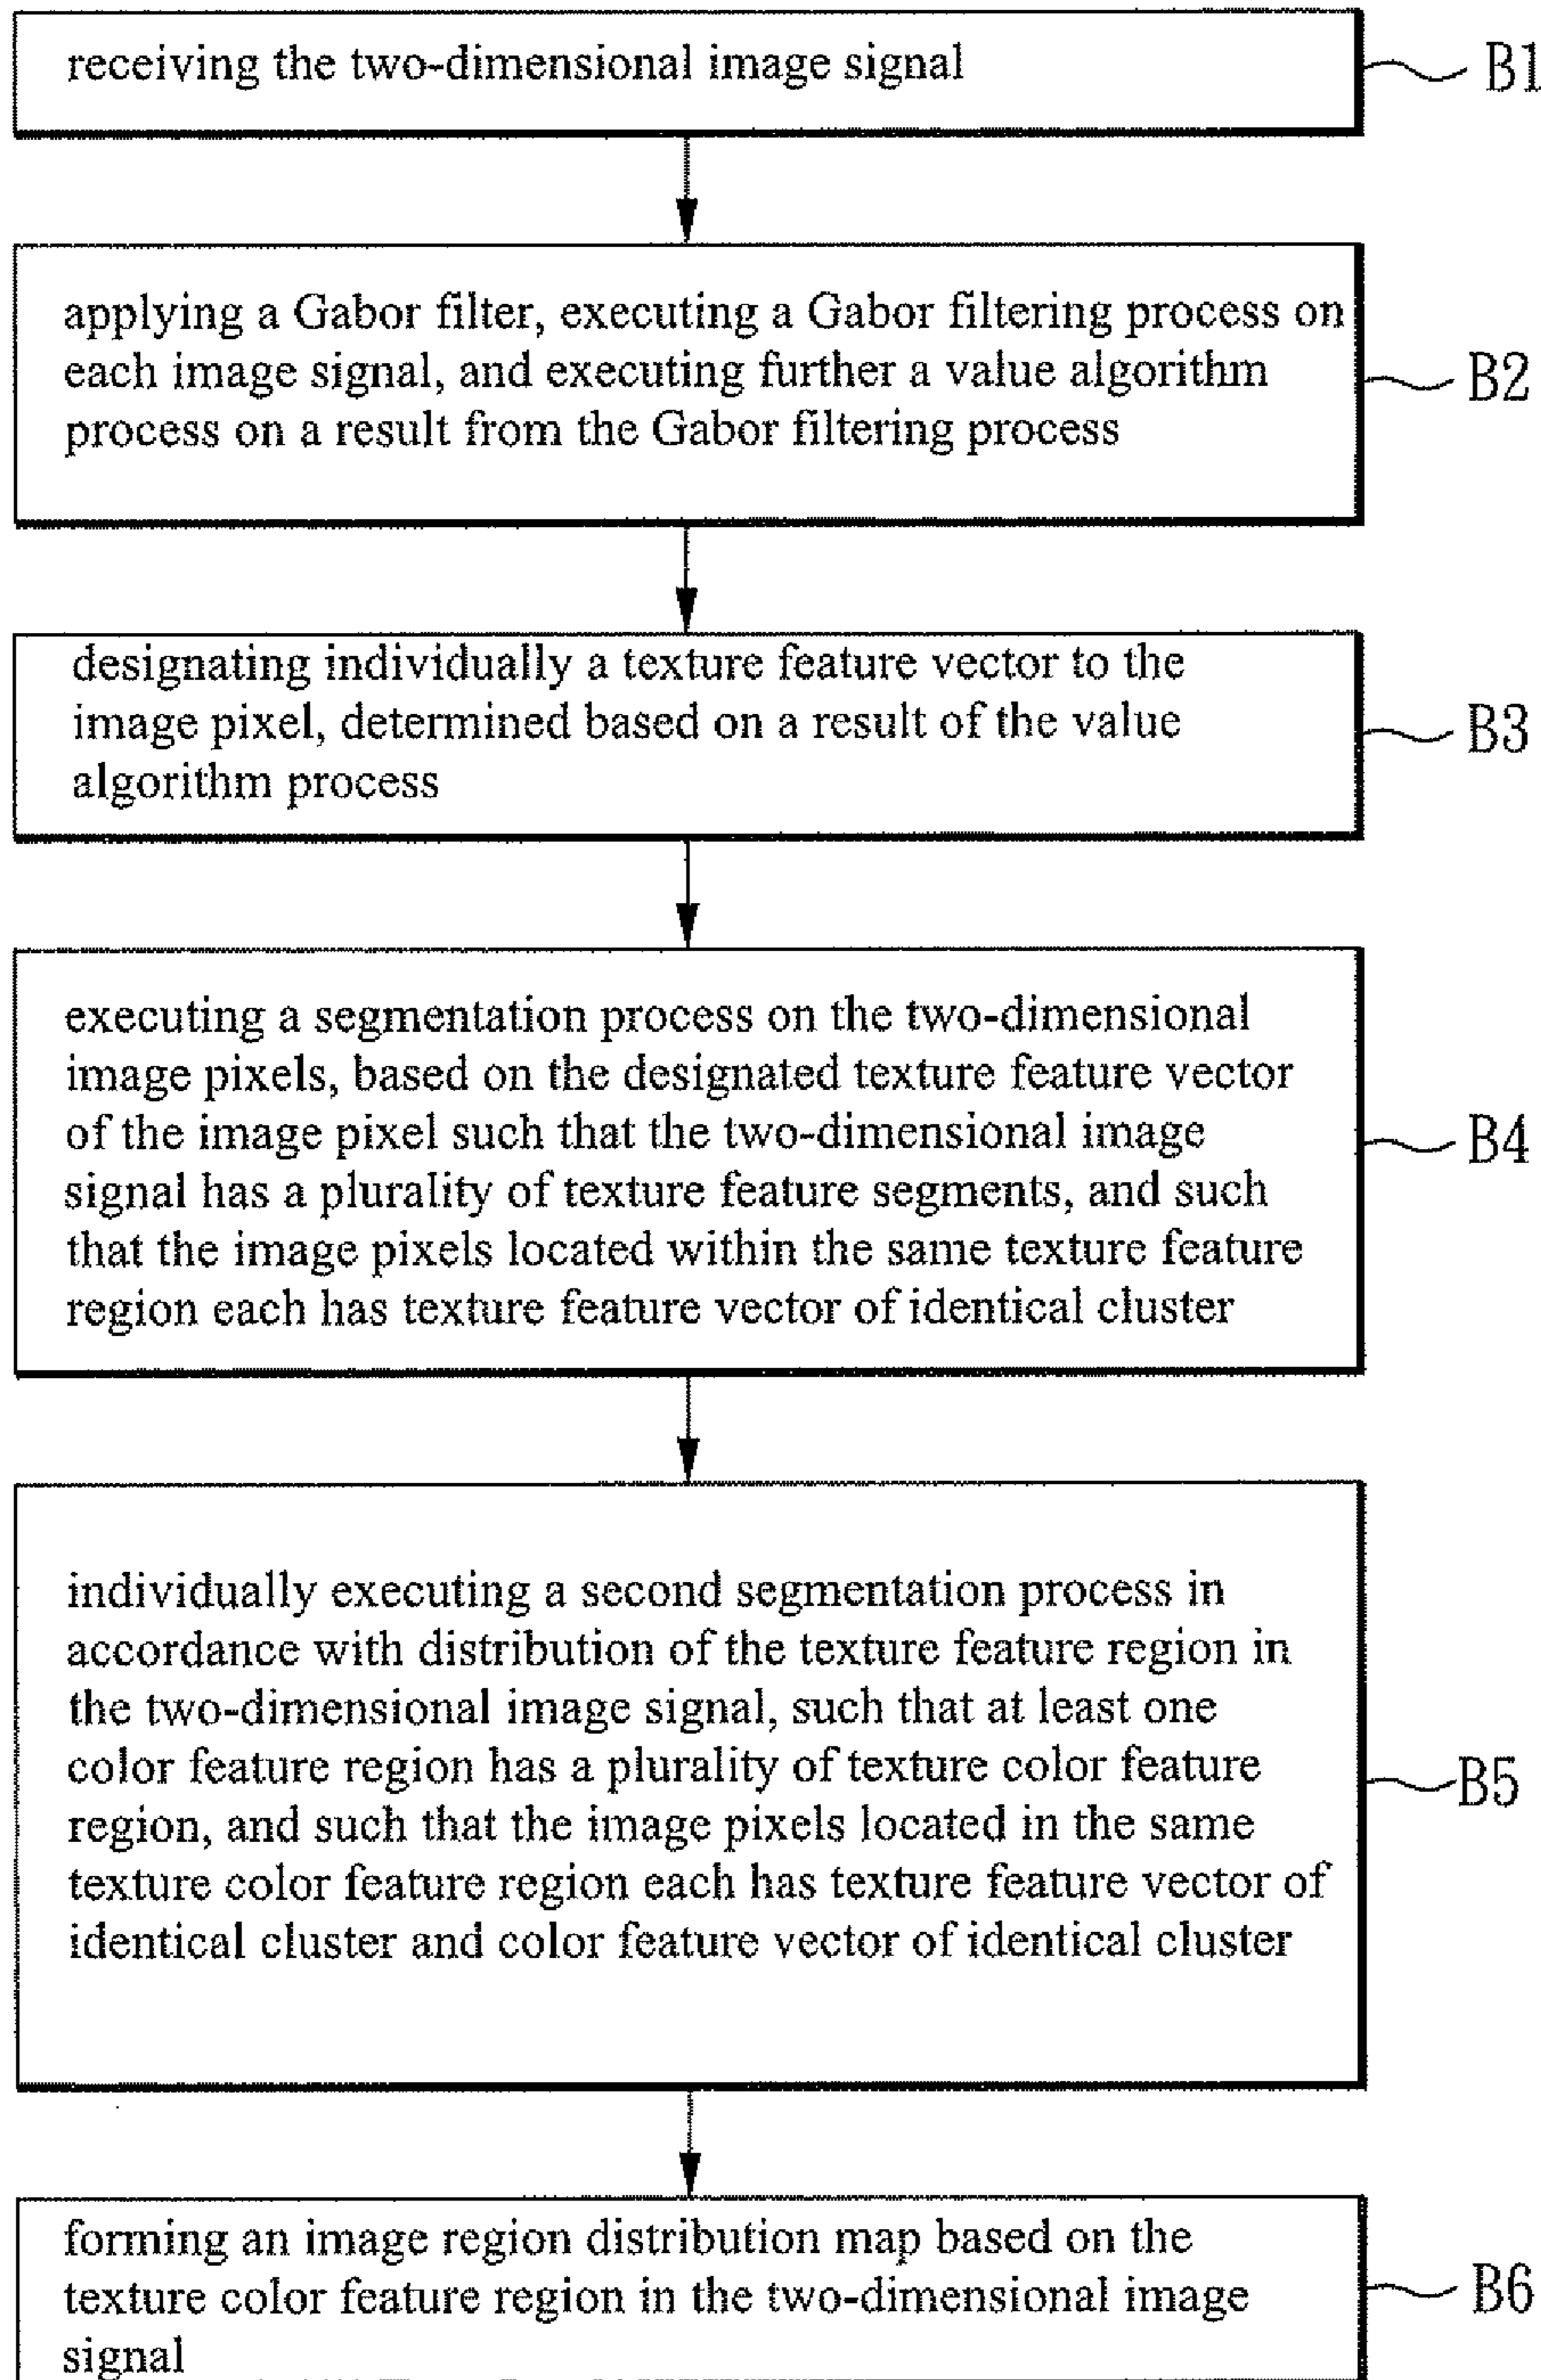 receiving the two-dimensional image signal
B1
applying a Gabor filter, executing a Gabor filtering process on
each image signal, and executing further a value algorithm
process on a result from the Gabor filtering process
B2
designating individually a texture feature vector to the
image pixel, determined based on a result of the value
algorithm process
B3
executing a segmentation process on the two-dimensional
image pixels, based on the designated texture feature vector
of the image pixel such that the two-dimensional image
signal has a plurality of texture feature segments, and such
that the image pixels located within the same texture feature
region each has texture feature vector of identical cluster
B4
individually executing a second segmentation process in
accordance with distribution of the texture feature region in
the two-dimensional image signal, such that at least one
color feature region has a plurality of texture color feature
region, and such that the image pixels located in the same
texture color feature region each has texture feature vector of
identical cluster and color feature vector of identical cluster
B5
forming an image region distribution map based on the
texture color feature region in the two-dimensional image
signal
B6